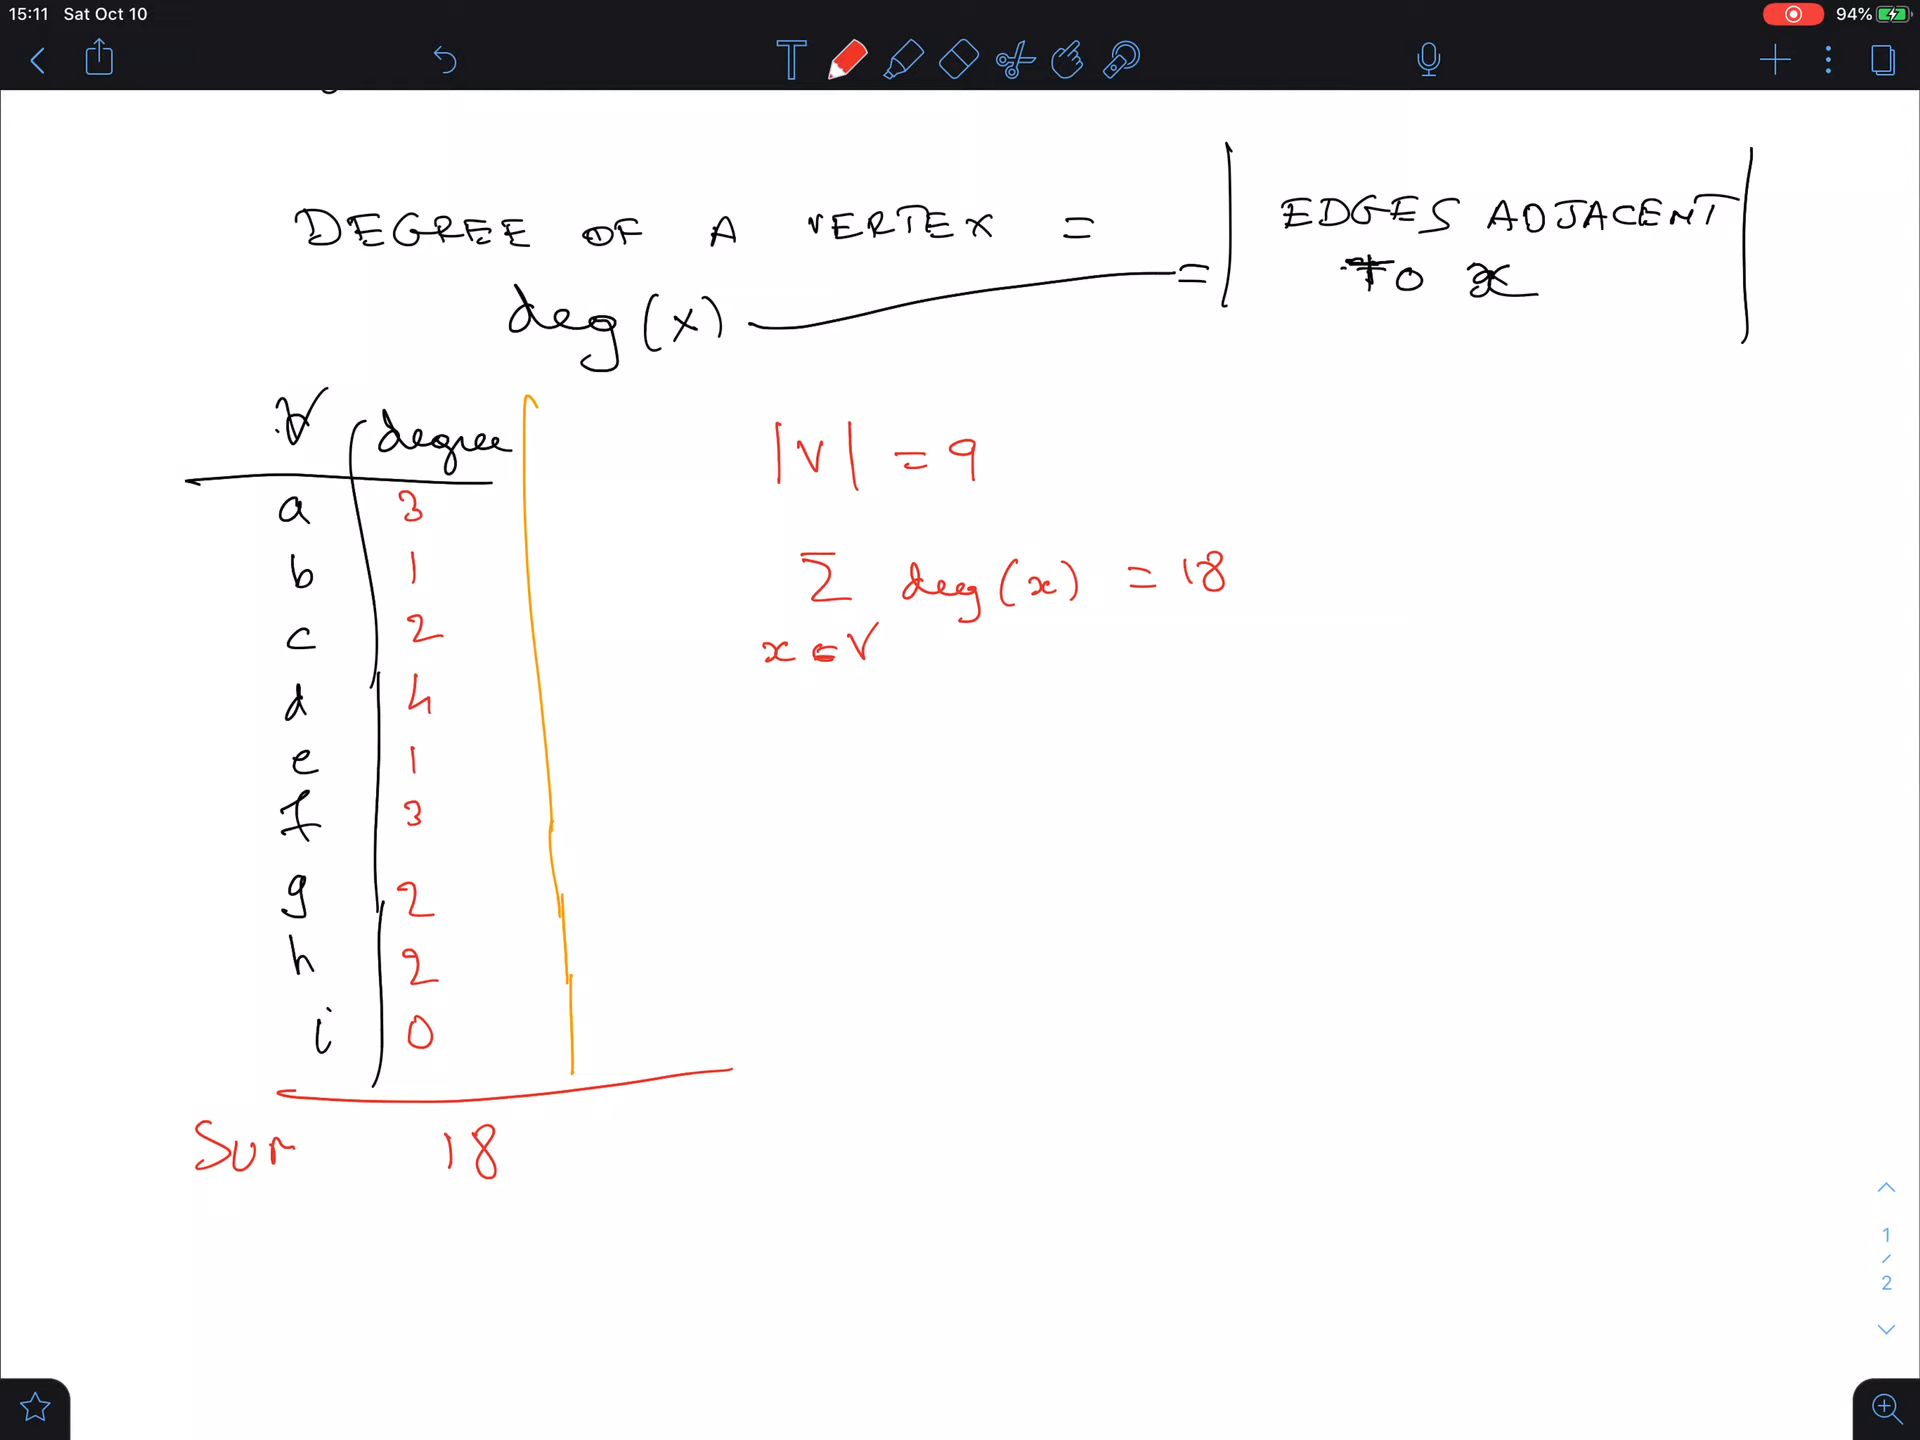 15:11 Sat Oct 10
94%
DEGREE OF A VERTEX = | EDGES ADJACENT TO x |
deg(x) =
V degree
a 3
b 1
c 2
d 4
e 1
f 3
g 2
h 2
i 0
Sum 18
|V| = 9
Σ deg(x) = 18
x ∈ V
1
/
2